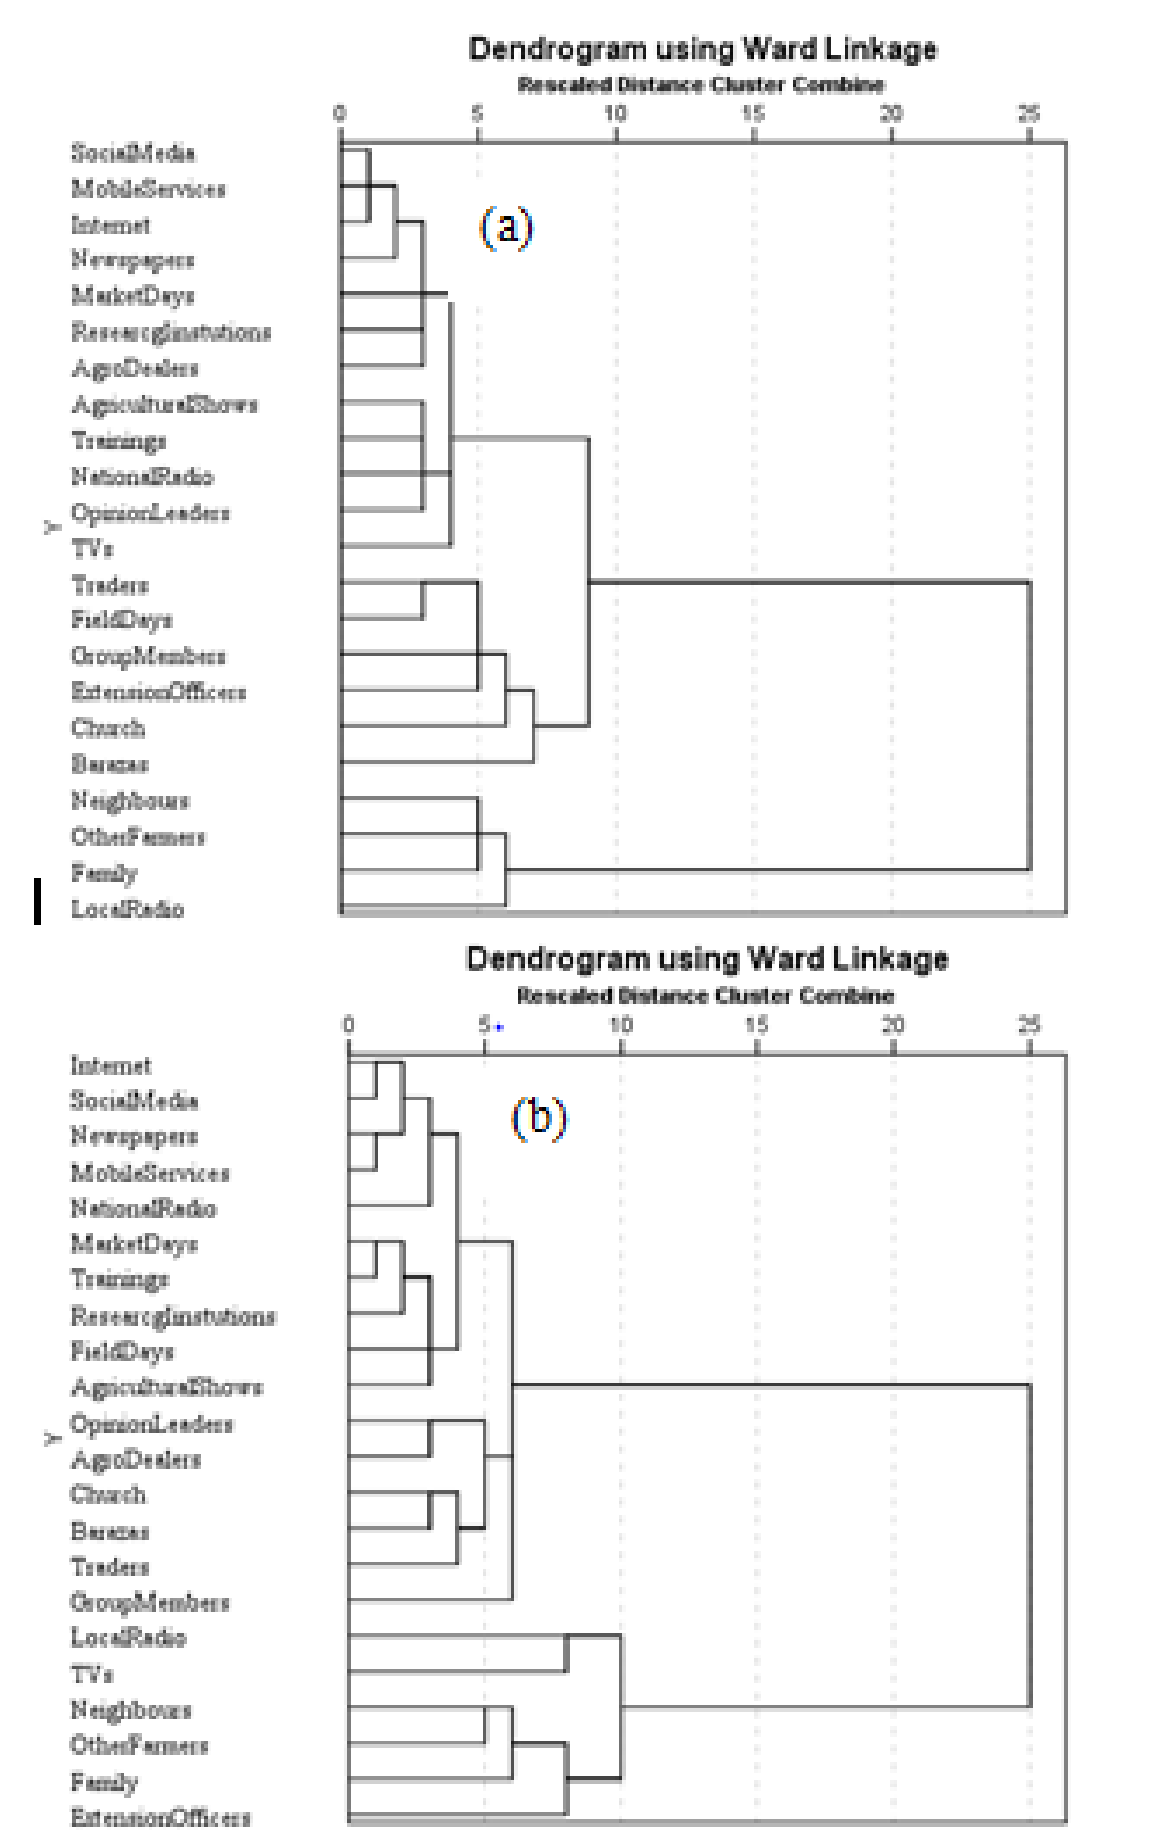 Dendrogram using Ward Linkage
Rescaled Distance Cluster Combine
0 5 10 15 20 25
SocialMedia
MobileServices
(a)
Internet
Newspapers
MarketDays
ResearcgIinstutions
AgroDealers
AgriculturalShows
Trainings
NationalRadio
OpinionLeaders
Y
TVs
Traders
FieldDays
GroupMembers
ExtensionOfficers
Church
Barazas
Neighbours
OtherFarmers
Family
LocalRadio
Dendrogram using Ward Linkage
Rescaled Distance Cluster Combine
0 5 10 15 20 25
Internet
SocialMedia
(b)
Newspapers
MobileServices
NationalRadio
MarketDays
Trainings
ResearcgIinstutions
FieldDays
AgriculturalShows
OpinionLeaders
Y
AgroDealers
Church
Barazas
Traders
GroupMembers
LocalRadio
TVs
Neighbours
OtherFarmers
Family
ExtensionOfficers